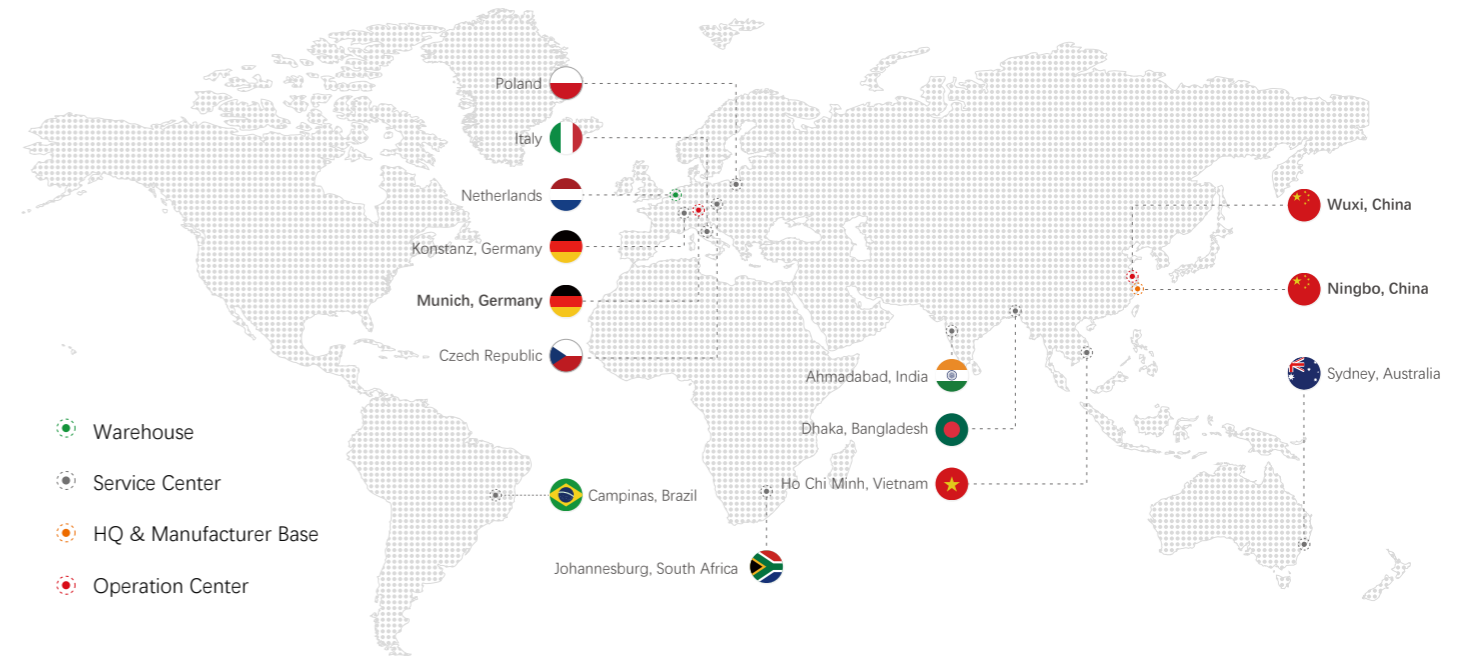 Poland
Italy
Netherlands
Konstanz, Germany
Munich, Germany
Czech Republic
Wuxi, China
Ningbo, China
Sydney, Australia
Ahmadabad, India
Dhaka, Bangladesh
Ho Chi Minh, Vietnam
Campinas, Brazil
Johannesburg, South Africa
Warehouse
Service Center
HQ & Manufacturer Base
Operation Center